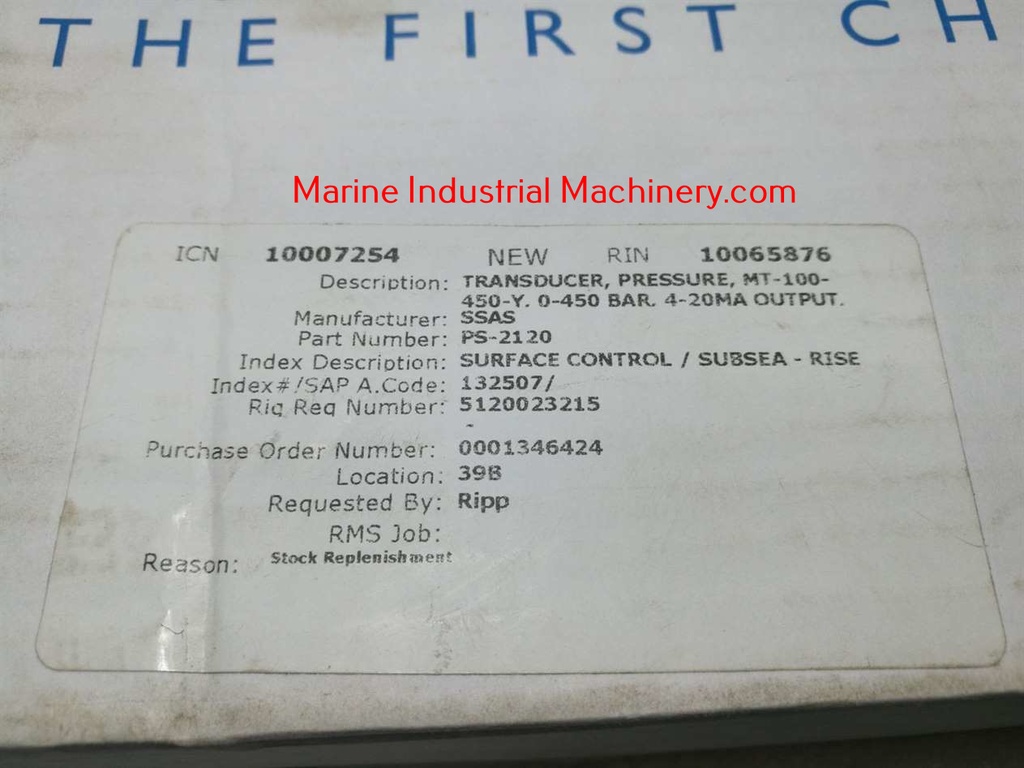 THE FIRST CH
Marine Industrial Machinery.com
ICN 10007254 NEW RIN 10065876
Description: TRANSDUCER, PRESSURE, MT-100-
450-Y. 0-450 BAR. 4-20MA OUTPUT.
Manufacturer: SSAS
Part Number: PS-2120
Index Description: SURFACE CONTROL / SUBSEA - RISE
Index#/SAP A.Code: 132507/
Rig Req Number: 5120023215
-
Purchase Order Number: 0001346424
Location: 39B
Requested By: Ripp
RMS Job:
Reason: Stock Replenishment